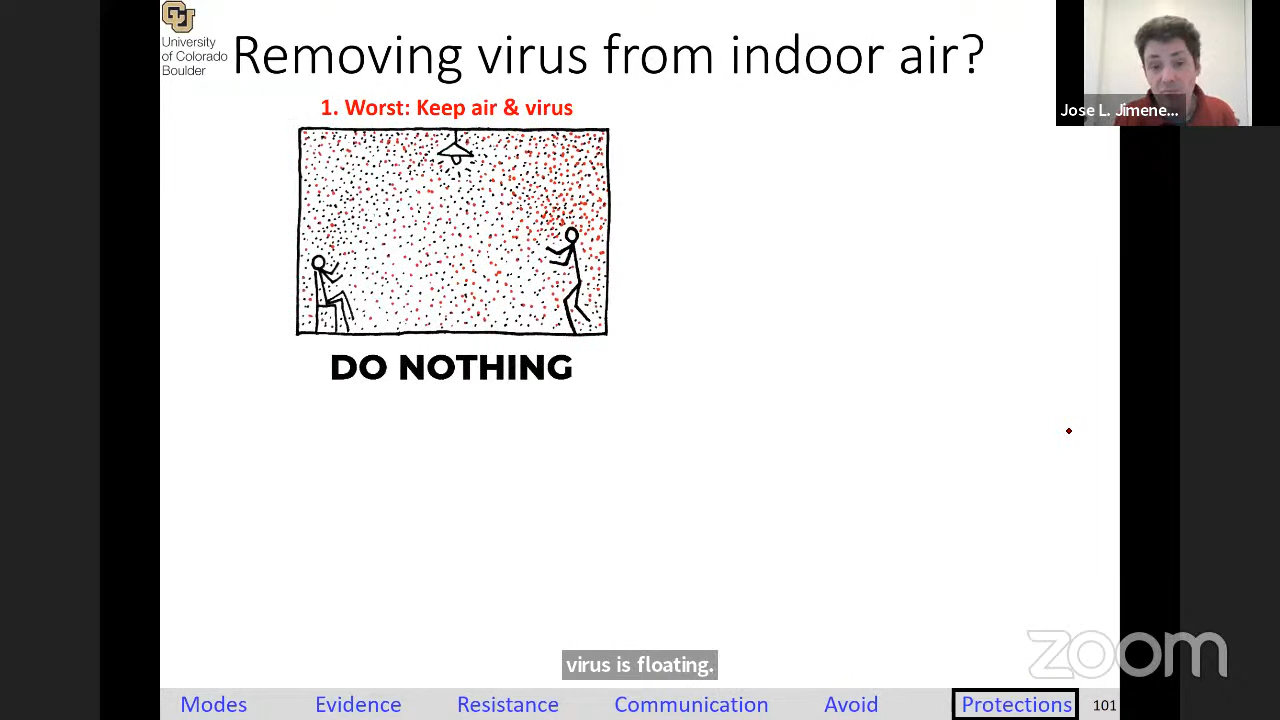 CU
University
of Colorado
Boulder
Removing virus from indoor air?
Jose L. Jimene...
1. Worst: Keep air & virus
DO NOTHING
virus is floating.
zoom
Modes Evidence Resistance Communication Avoid Protections 101